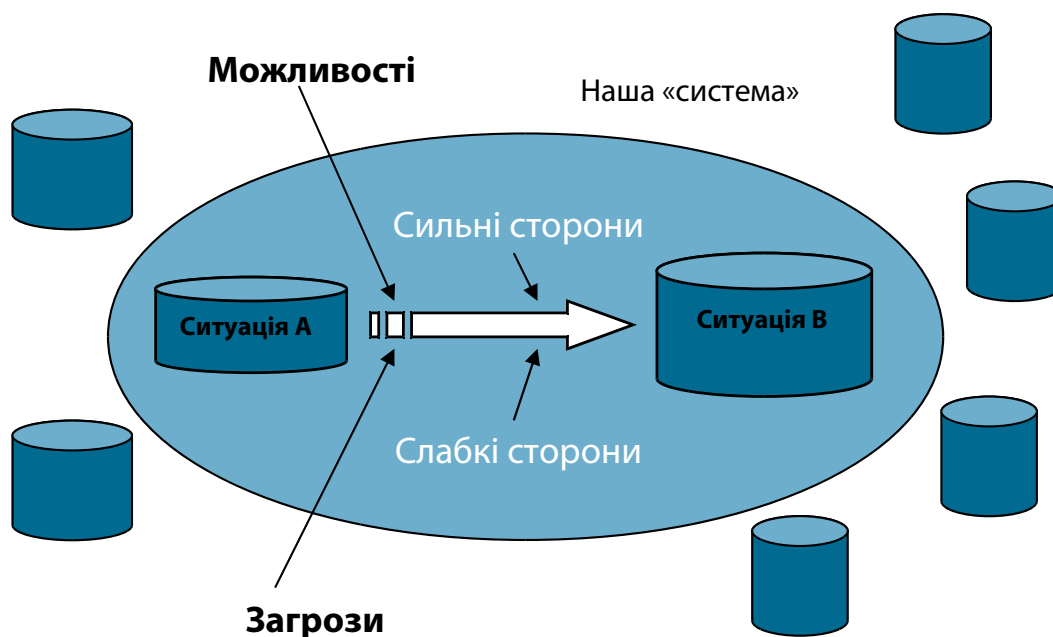 Можливості
Наша «система»
Сильні сторони
Ситуація А
Ситуація В
Слабкі сторони
Загрози